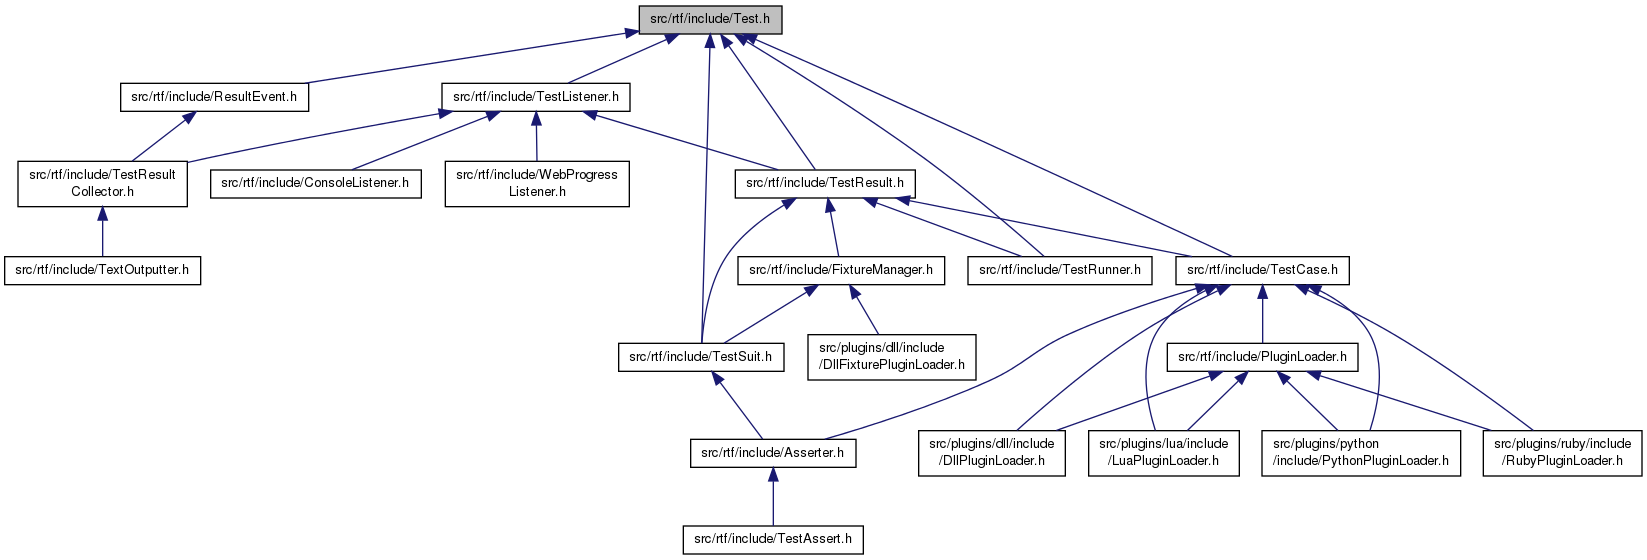 src/rtf/include/Test.h
src/rtf/include/ResultEvent.h
src/rtf/include/TestListener.h
src/rtf/include/TestResult
Collector.h
src/rtf/include/ConsoleListener.h
src/rtf/include/WebProgress
Listener.h
src/rtf/include/TestResult.h
src/rtf/include/TextOutputter.h
src/rtf/include/FixtureManager.h
src/rtf/include/TestRunner.h
src/rtf/include/TestCase.h
src/rtf/include/TestSuit.h
src/plugins/dll/include
/DllFixturePluginLoader.h
src/rtf/include/PluginLoader.h
src/rtf/include/Asserter.h
src/plugins/dll/include
/DllPluginLoader.h
src/plugins/lua/include
/LuaPluginLoader.h
src/plugins/python
/include/PythonPluginLoader.h
src/plugins/ruby/include
/RubyPluginLoader.h
src/rtf/include/TestAssert.h